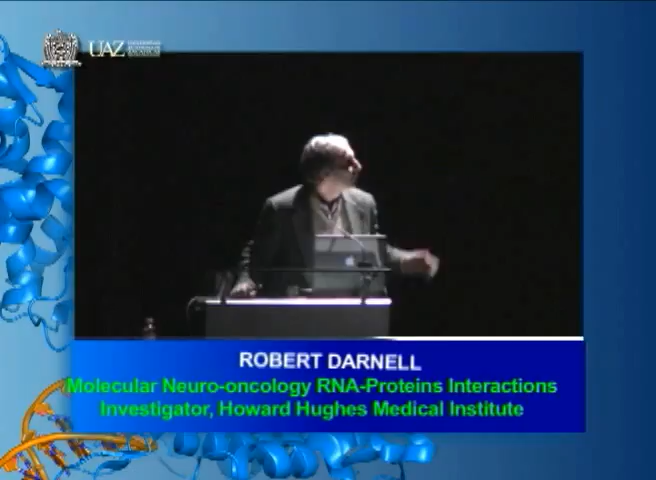 UAZ
ROBERT DARNELL
Molecular Neuro-oncology RNA-Proteins Interactions
Investigator, Howard Hughes Medical Institute